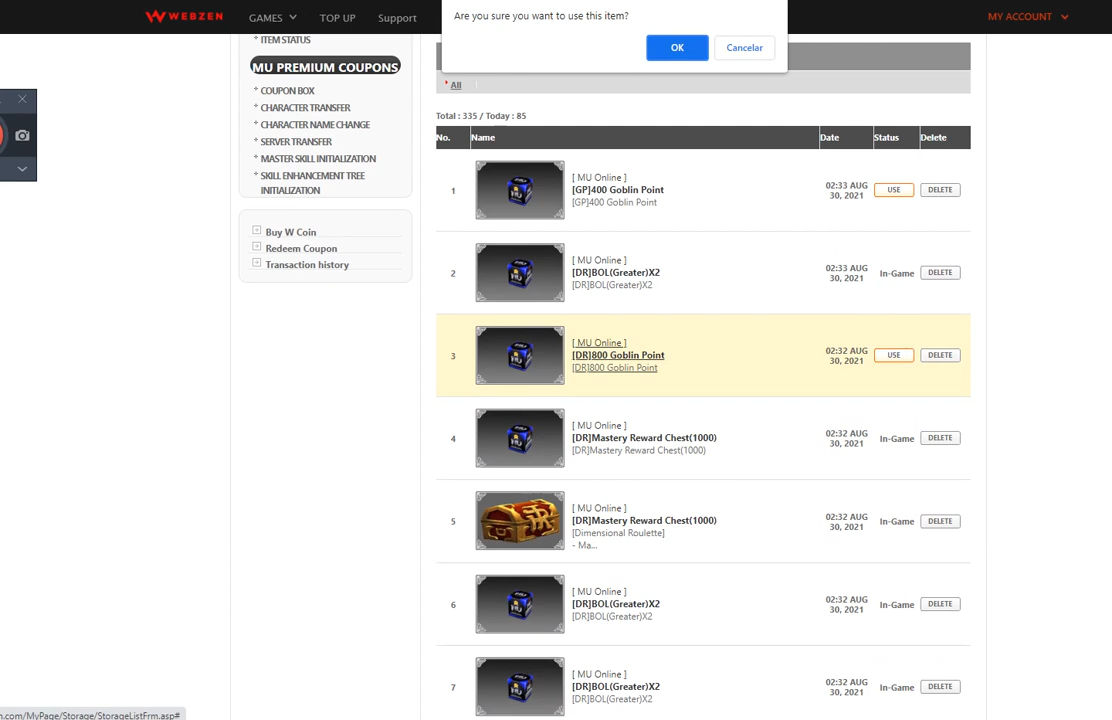 WEBZEN GAMES TOP UP Support MY ACCOUNT
Are you sure you want to use this item?
OK Cancelar
ITEM STATUS
MU PREMIUM COUPONS
COUPON BOX
CHARACTER TRANSFER
CHARACTER NAME CHANGE
SERVER TRANSFER
MASTER SKILL INITIALIZATION
SKILL ENHANCEMENT TREE
INITIALIZATION
Buy W Coin
Redeem Coupon
Transaction history
All
Total : 335 / Today : 85
No. Name Date Status Delete
[ MU Online ]
1 [GP]400 Goblin Point 02:33 AUG 30, 2021 USE DELETE
[GP]400 Goblin Point
[ MU Online ]
2 [DR]BOL(Greater)X2 02:33 AUG 30, 2021 In-Game DELETE
[DR]BOL(Greater)X2
[ MU Online ]
3 [DR]800 Goblin Point 02:32 AUG 30, 2021 USE DELETE
[DR]800 Goblin Point
[ MU Online ]
4 [DR]Mastery Reward Chest(1000) 02:32 AUG 30, 2021 In-Game DELETE
[DR]Mastery Reward Chest(1000)
[ MU Online ]
5 [DR]Mastery Reward Chest(1000) 02:32 AUG 30, 2021 In-Game DELETE
[Dimensional Roulette]
- Ma...
[ MU Online ]
6 [DR]BOL(Greater)X2 02:32 AUG 30, 2021 In-Game DELETE
[DR]BOL(Greater)X2
[ MU Online ]
7 [DR]BOL(Greater)X2 02:32 AUG 30, 2021 In-Game DELETE
[DR]BOL(Greater)X2
n.com/MyPage/Storage/StorageListFrm.asp#